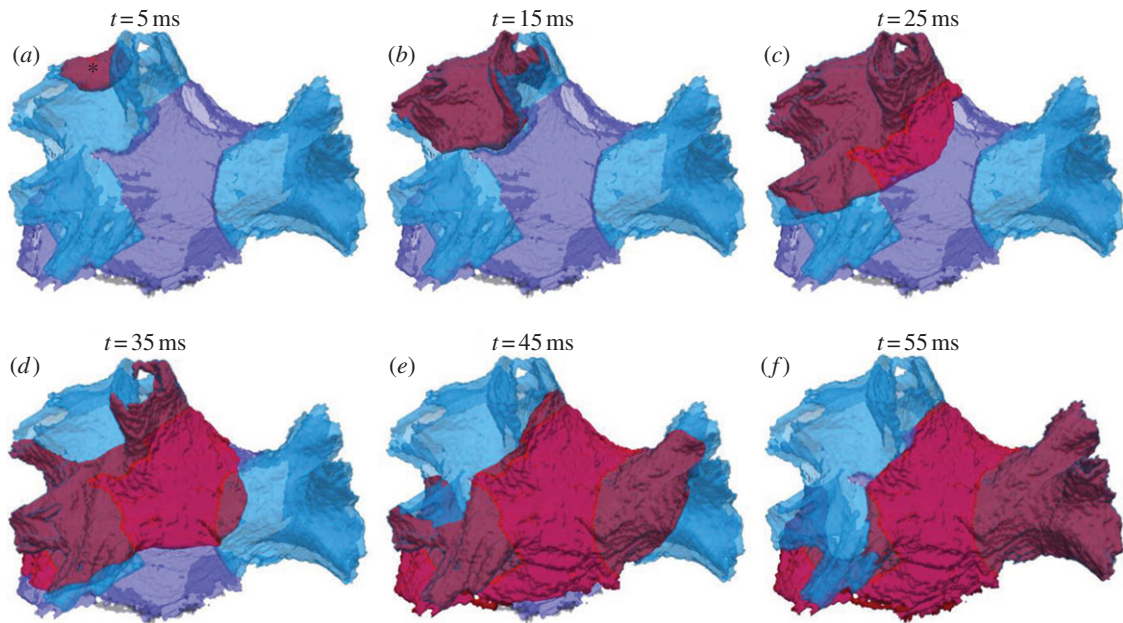 t = 5 ms
t = 15 ms
t = 25 ms
(a)
*
(b)
(c)
t = 35 ms
t = 45 ms
t = 55 ms
(d)
(e)
(f)